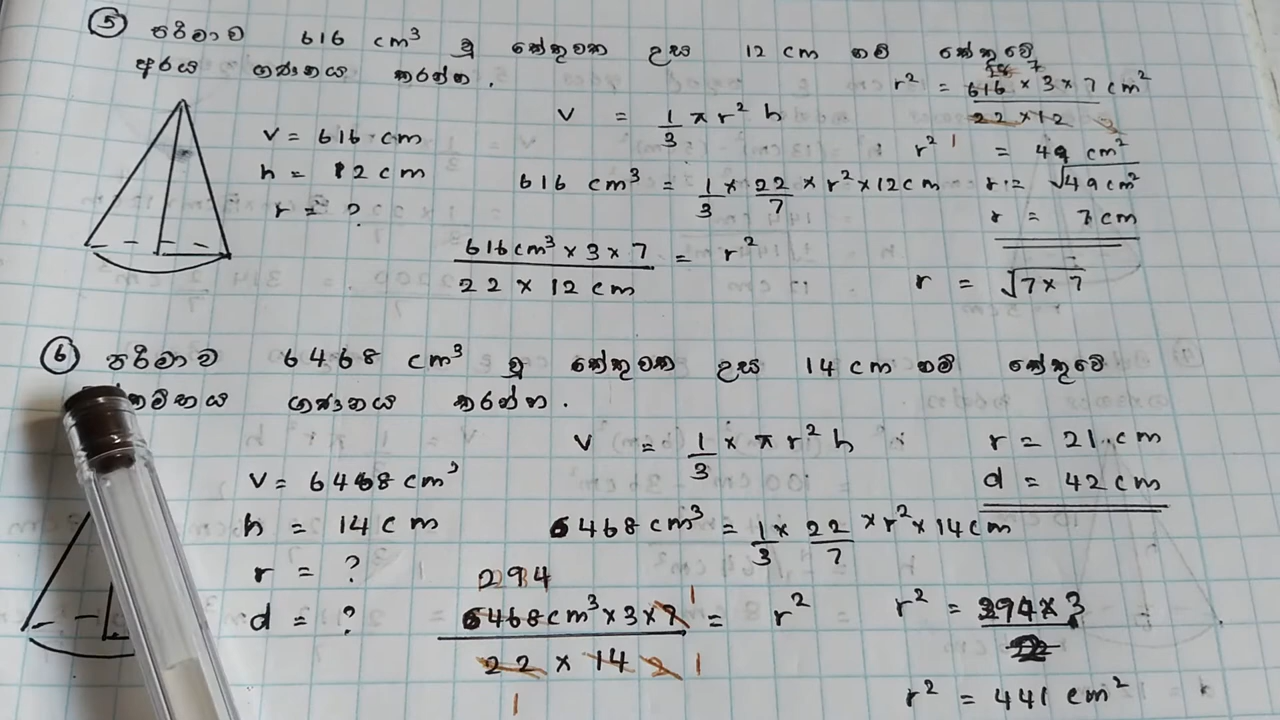 ⑤ පරිමාව 616 cm³ වූ කේතුවක උස 12 cm නම් කේතුවේ
අරය ගණනය කරන්න.
V = 616 cm
h = 12 cm
r = ?
V = 1/3 π r² h
616 cm³ = 1/3 × 22/7 × r² × 12 cm
616 cm³ × 3 × 7 / 22 × 12 cm = r²
r² = 616 × 3 × 7 cm² / 22 × 12
r² = 49 cm²
r = √49 cm²
r = 7 cm
r = √7 × 7
⑥ පරිමාව 6468 cm³ වූ කේතුවක උස 14 cm නම් කේතුවේ
ගණනය කරන්න.
V = 6468 cm³
h = 14 cm
r = ?
d = ?
V = 1/3 × π r² h
6468 cm³ = 1/3 × 22/7 × r² × 14 cm
294
6468 cm³ × 3 × 7 1 / 22 × 14 2 1 = r²
1
r² = 294 × 3
r² = 441 cm²
r = 21 cm
d = 42 cm